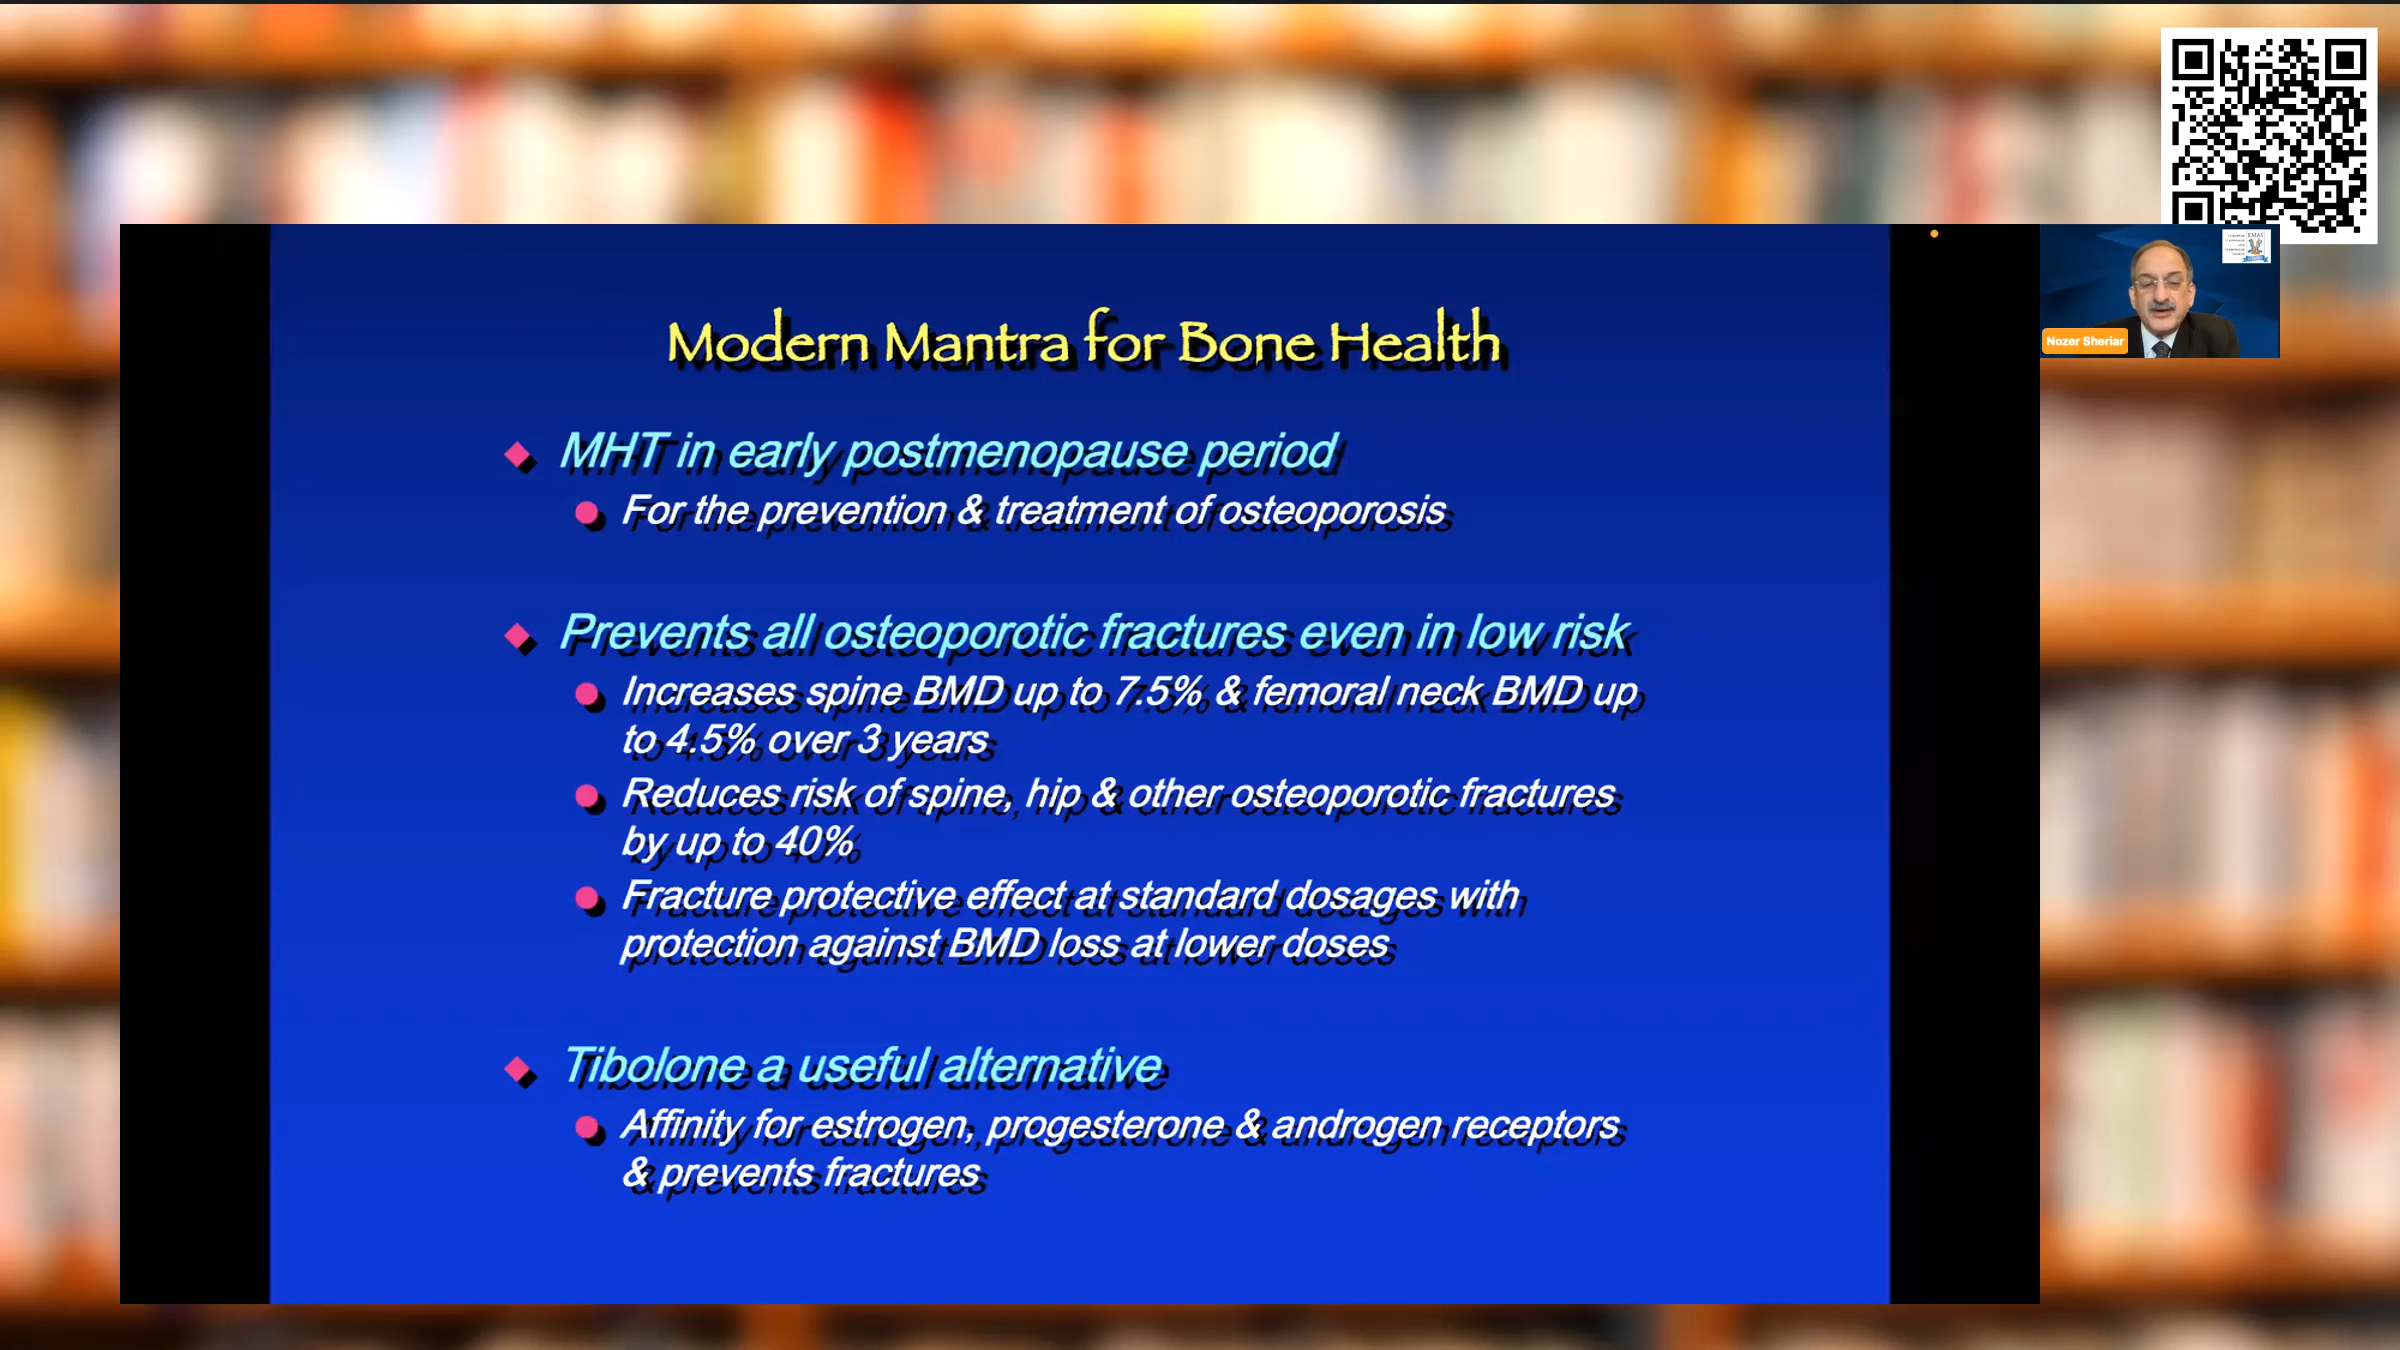 Modern Mantra for Bone Health
MHT in early postmenopause period
For the prevention & treatment of osteoporosis
Prevents all osteoporotic fractures even in low risk
Increases spine BMD up to 7.5% & femoral neck BMD up
to 4.5% over 3 years
Reduces risk of spine, hip & other osteoporotic fractures
by up to 40%
Fracture protective effect at standard dosages with
protection against BMD loss at lower doses
Tibolone a useful alternative
Affinity for estrogen, progesterone & androgen receptors
& prevents fractures
EMAS
Nozer Sheriar